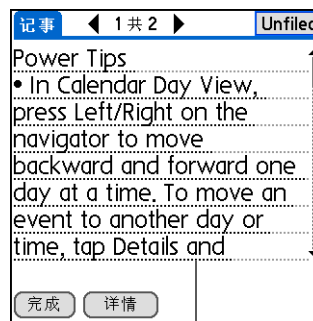 记事 1 共 2 Unfiled
Power Tips
• In Calendar Day View,
press Left/Right on the
navigator to move
backward and forward one
day at a time. To move an
event to another day or
time, tap Details and
完成 详情